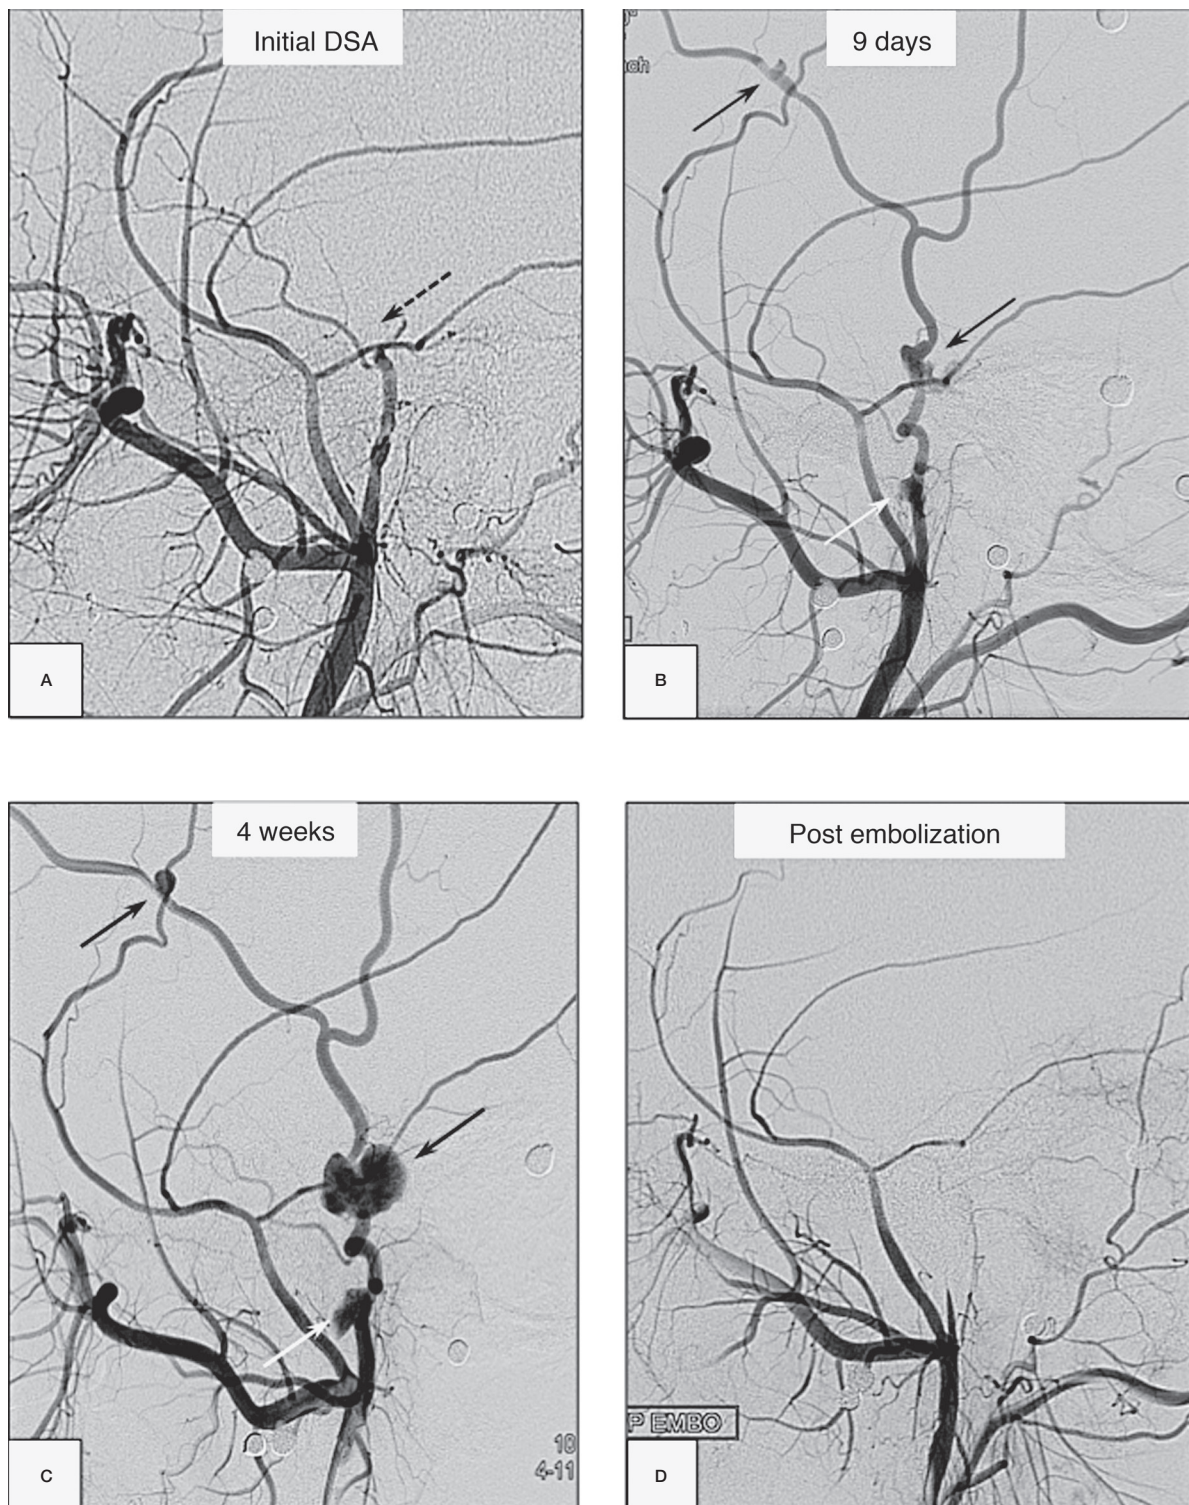 Initial DSA
9 days
A
B
4 weeks
Post embolization
10
4-11
P EMBO
C
D